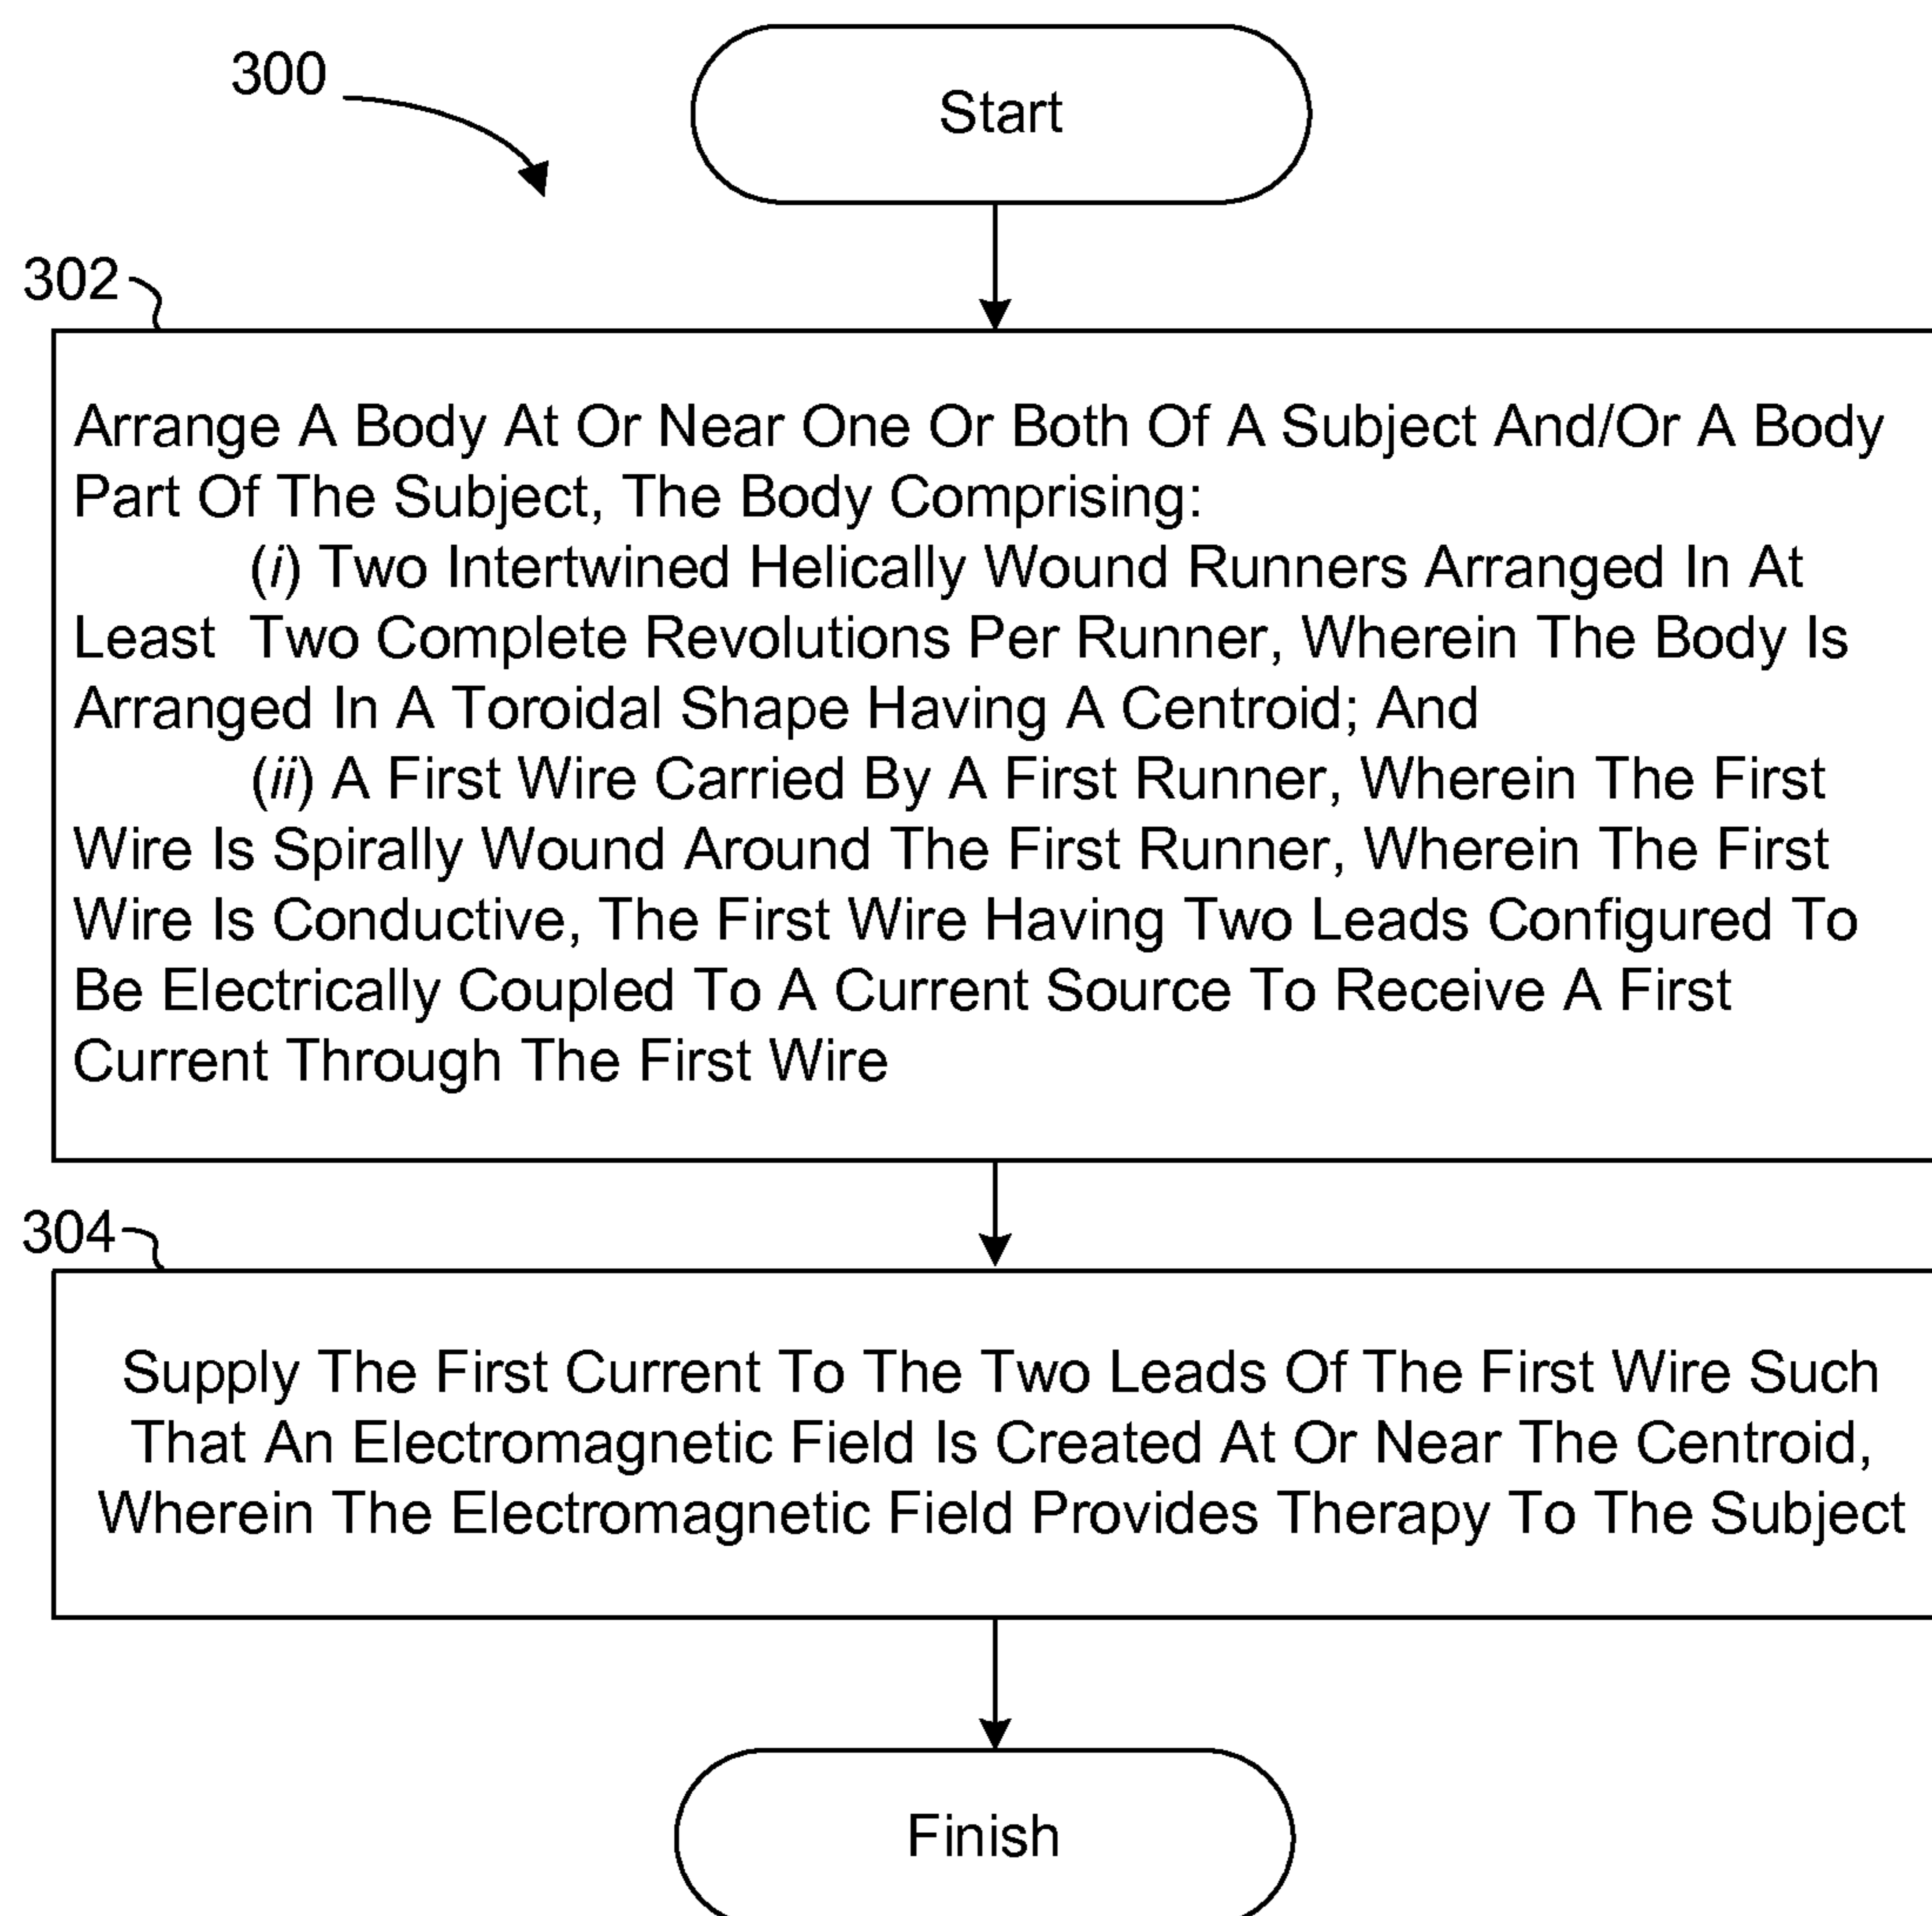 300
Start
302
Arrange A Body At Or Near One Or Both Of A Subject And/Or A Body
Part Of The Subject, The Body Comprising:
(i) Two Intertwined Helically Wound Runners Arranged In At
Least Two Complete Revolutions Per Runner, Wherein The Body Is
Arranged In A Toroidal Shape Having A Centroid; And
(ii) A First Wire Carried By A First Runner, Wherein The First
Wire Is Spirally Wound Around The First Runner, Wherein The First
Wire Is Conductive, The First Wire Having Two Leads Configured To
Be Electrically Coupled To A Current Source To Receive A First
Current Through The First Wire
304
Supply The First Current To The Two Leads Of The First Wire Such
That An Electromagnetic Field Is Created At Or Near The Centroid,
Wherein The Electromagnetic Field Provides Therapy To The Subject
Finish